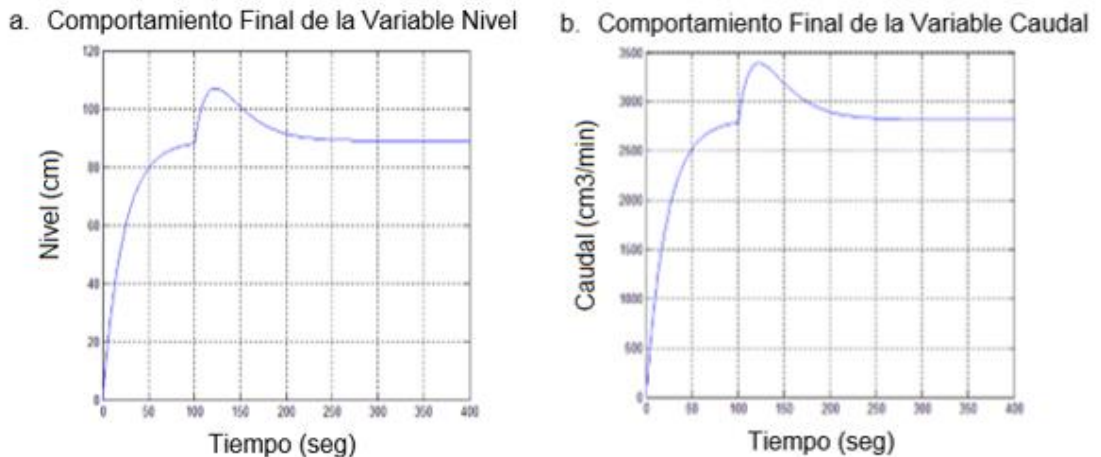 a. Comportamiento Final de la Variable Nivel
120
100
80
60
40
20
0
0 50 100 150 200 250 300 350 400
Nivel (cm)
Tiempo (seg)
b. Comportamiento Final de la Variable Caudal
3500
3000
2500
2000
1500
1000
500
0
0 50 100 150 200 250 300 350 400
Caudal (cm3/min)
Tiempo (seg)